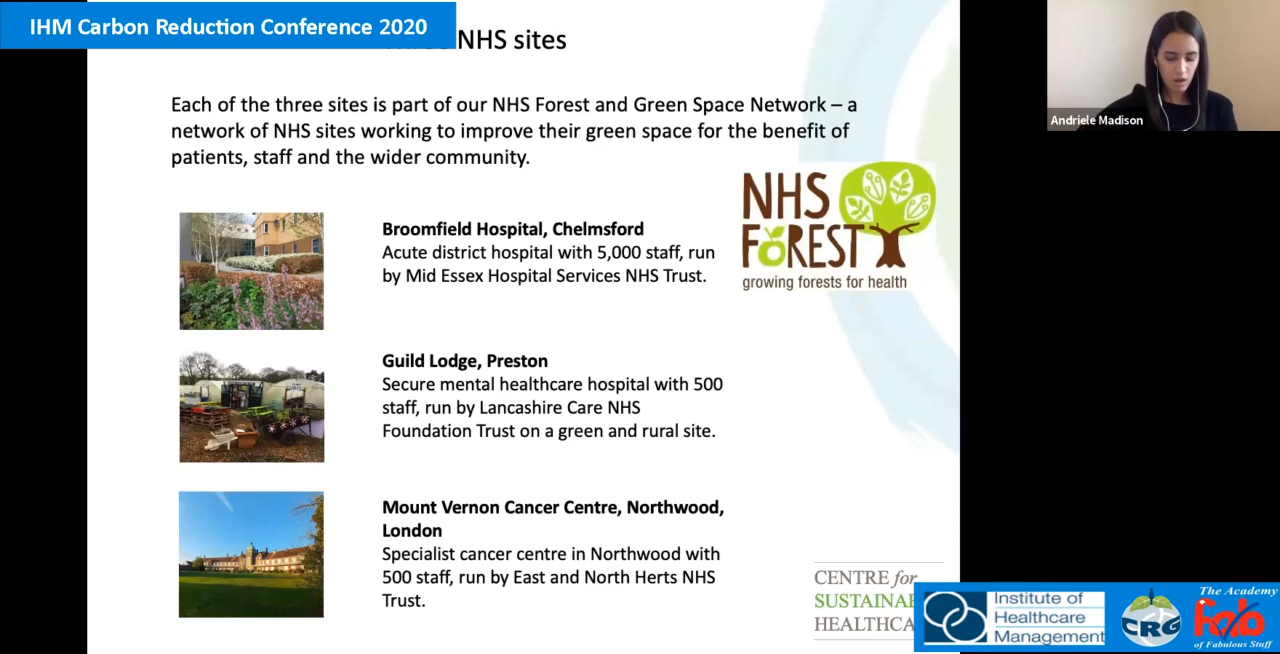 IHM Carbon Reduction Conference 2020
NHS sites
Each of the three sites is part of our NHS Forest and Green Space Network – a
network of NHS sites working to improve their green space for the benefit of
patients, staff and the wider community.
NHS
FOREST
growing forests for health
Broomfield Hospital, Chelmsford
Acute district hospital with 5,000 staff, run
by Mid Essex Hospital Services NHS Trust.
Guild Lodge, Preston
Secure mental healthcare hospital with 500
staff, run by Lancashire Care NHS
Foundation Trust on a green and rural site.
Mount Vernon Cancer Centre, Northwood,
London
Specialist cancer centre in Northwood with
500 staff, run by East and North Herts NHS
Trust.
Andriele Madison
CENTRE for
SUSTAINA
HEALTHCA
Institute of
Healthcare
Management
CRG
The Academy
Fab
of Fabulous Stuff